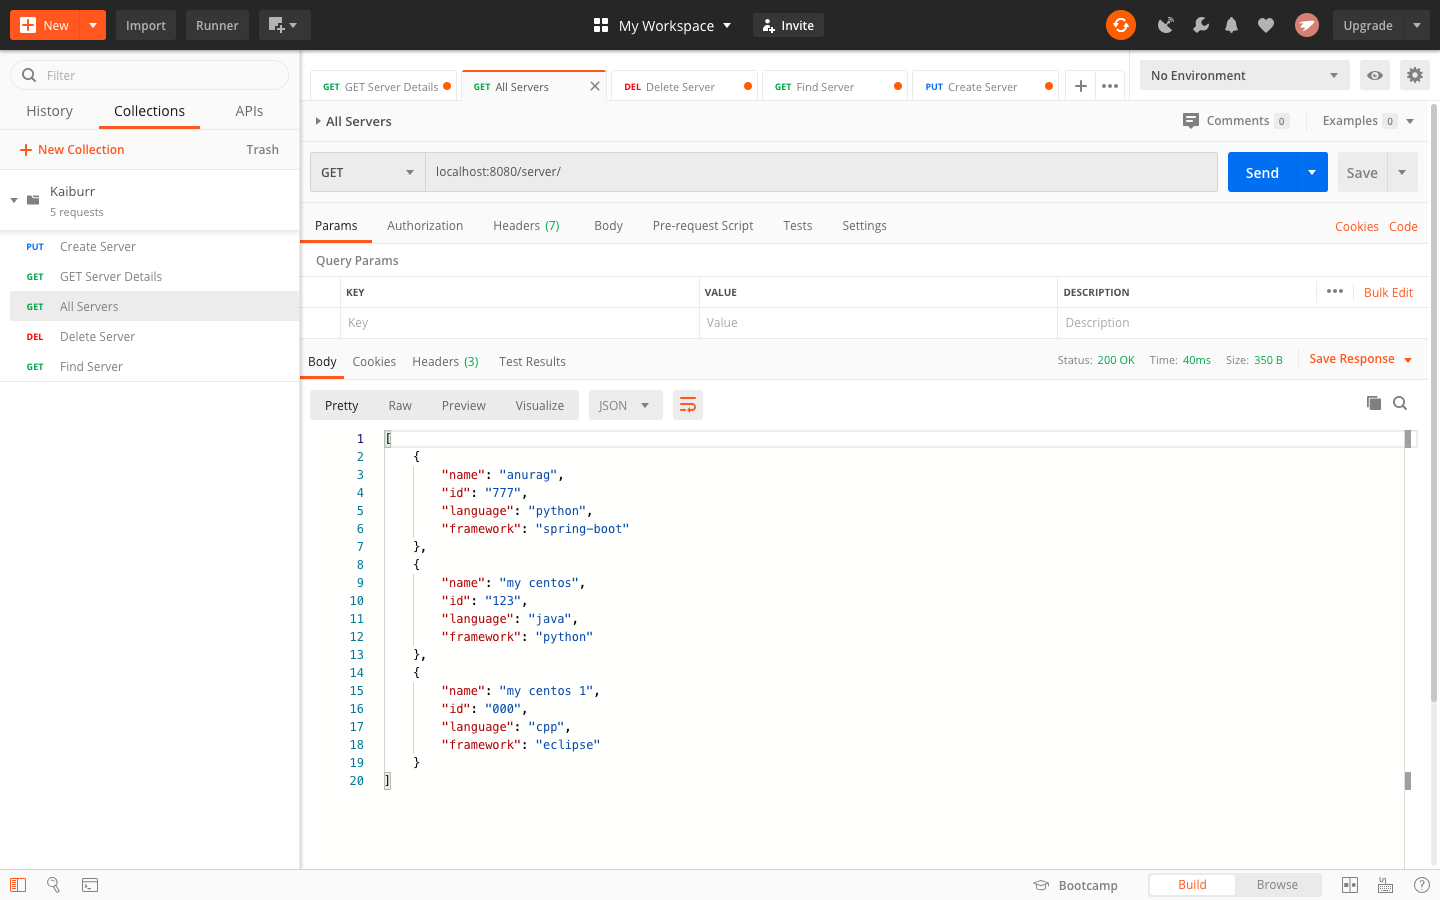 New Import Runner My Workspace Invite Upgrade
Filter
History Collections APIs
New Collection Trash
Kaiburr
5 requests
PUT Create Server
GET GET Server Details
GET All Servers
DEL Delete Server
GET Find Server
GET GET Server Details GET All Servers DEL Delete Server GET Find Server PUT Create Server No Environment
All Servers Comments 0 Examples 0
GET localhost:8080/server/ Send Save
Params Authorization Headers (7) Body Pre-request Script Tests Settings Cookies Code
Query Params
KEY VALUE DESCRIPTION Bulk Edit
Key Value Description
Body Cookies Headers (3) Test Results Status: 200 OK Time: 40ms Size: 350 B Save Response
Pretty Raw Preview Visualize JSON
1 [
2 {
3 "name": "anurag",
4 "id": "777",
5 "language": "python",
6 "framework": "spring-boot"
7 },
8 {
9 "name": "my centos",
10 "id": "123",
11 "language": "java",
12 "framework": "python"
13 },
14 {
15 "name": "my centos 1",
16 "id": "000",
17 "language": "cpp",
18 "framework": "eclipse"
19 }
20 ]
Bootcamp Build Browse